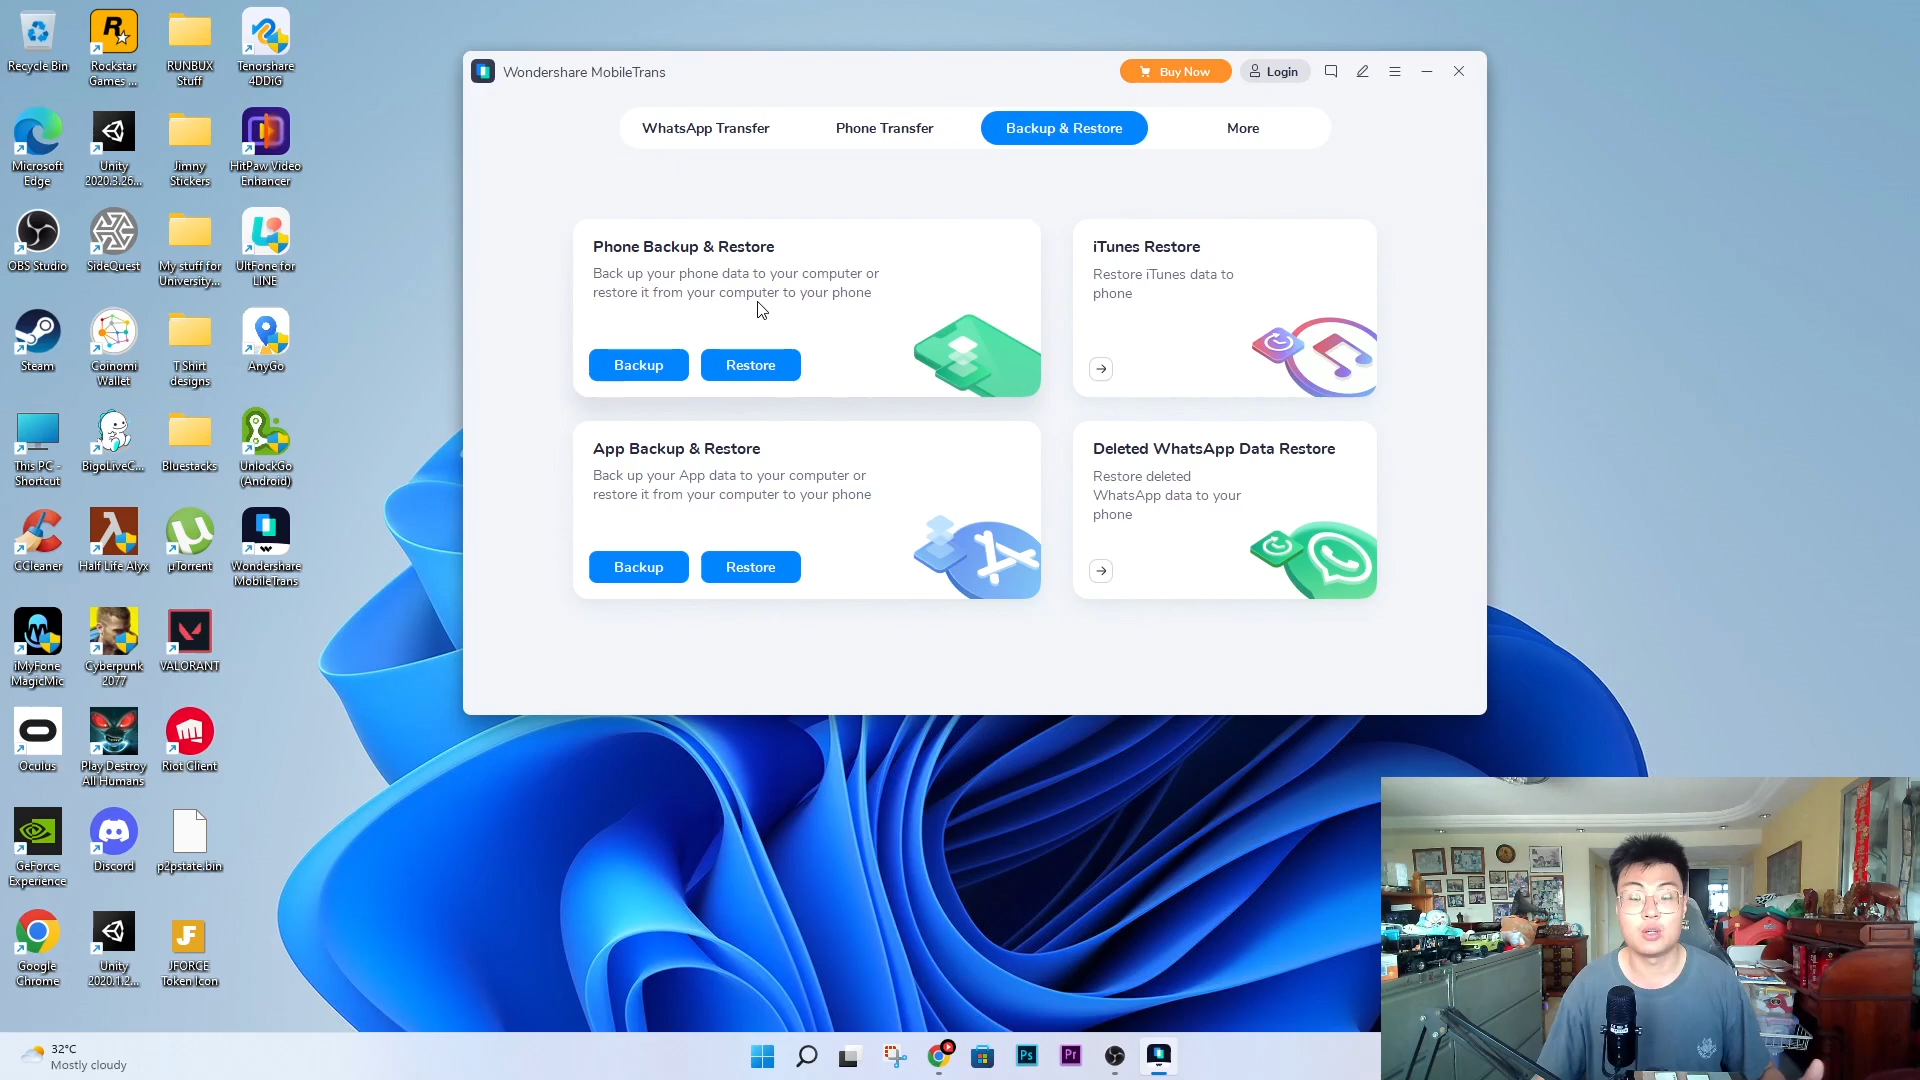 Recycle Bin
Rockstar
Games ...
RUNBUX
Stuff
Tenorshare
4DDiG
Microsoft
Edge
Unity
2020.3.26...
Jimny
Stickers
HitPaw Video
Enhancer
OBS Studio
SideQuest
My stuff for
University...
UltFone for
LINE
Steam
Coinomi
Wallet
T Shirt
designs
AnyGo
This PC -
Shortcut
BigoLiveC...
Bluestacks
UnlockGo
(Android)
CCleaner
Half Life Alyx
µTorrent
Wondershare
MobileTrans
iMyFone
MagicMic
Cyberpunk
2077
VALORANT
Oculus
Play Destroy
All Humans
Riot Client
GeForce
Experience
Discord
p2pstate.bin
Google
Chrome
Unity
2020.1.2...
JF
JFORCE
Token Icon
Wondershare MobileTrans
Buy Now
Login
WhatsApp Transfer
Phone Transfer
Backup & Restore
More
Phone Backup & Restore
Back up your phone data to your computer or
restore it from your computer to your phone
Backup
Restore
iTunes Restore
Restore iTunes data to
phone
App Backup & Restore
Back up your App data to your computer or
restore it from your computer to your phone
Backup
Restore
Deleted WhatsApp Data Restore
Restore deleted
WhatsApp data to your
phone
32°C
Mostly cloudy
Ps
Pr